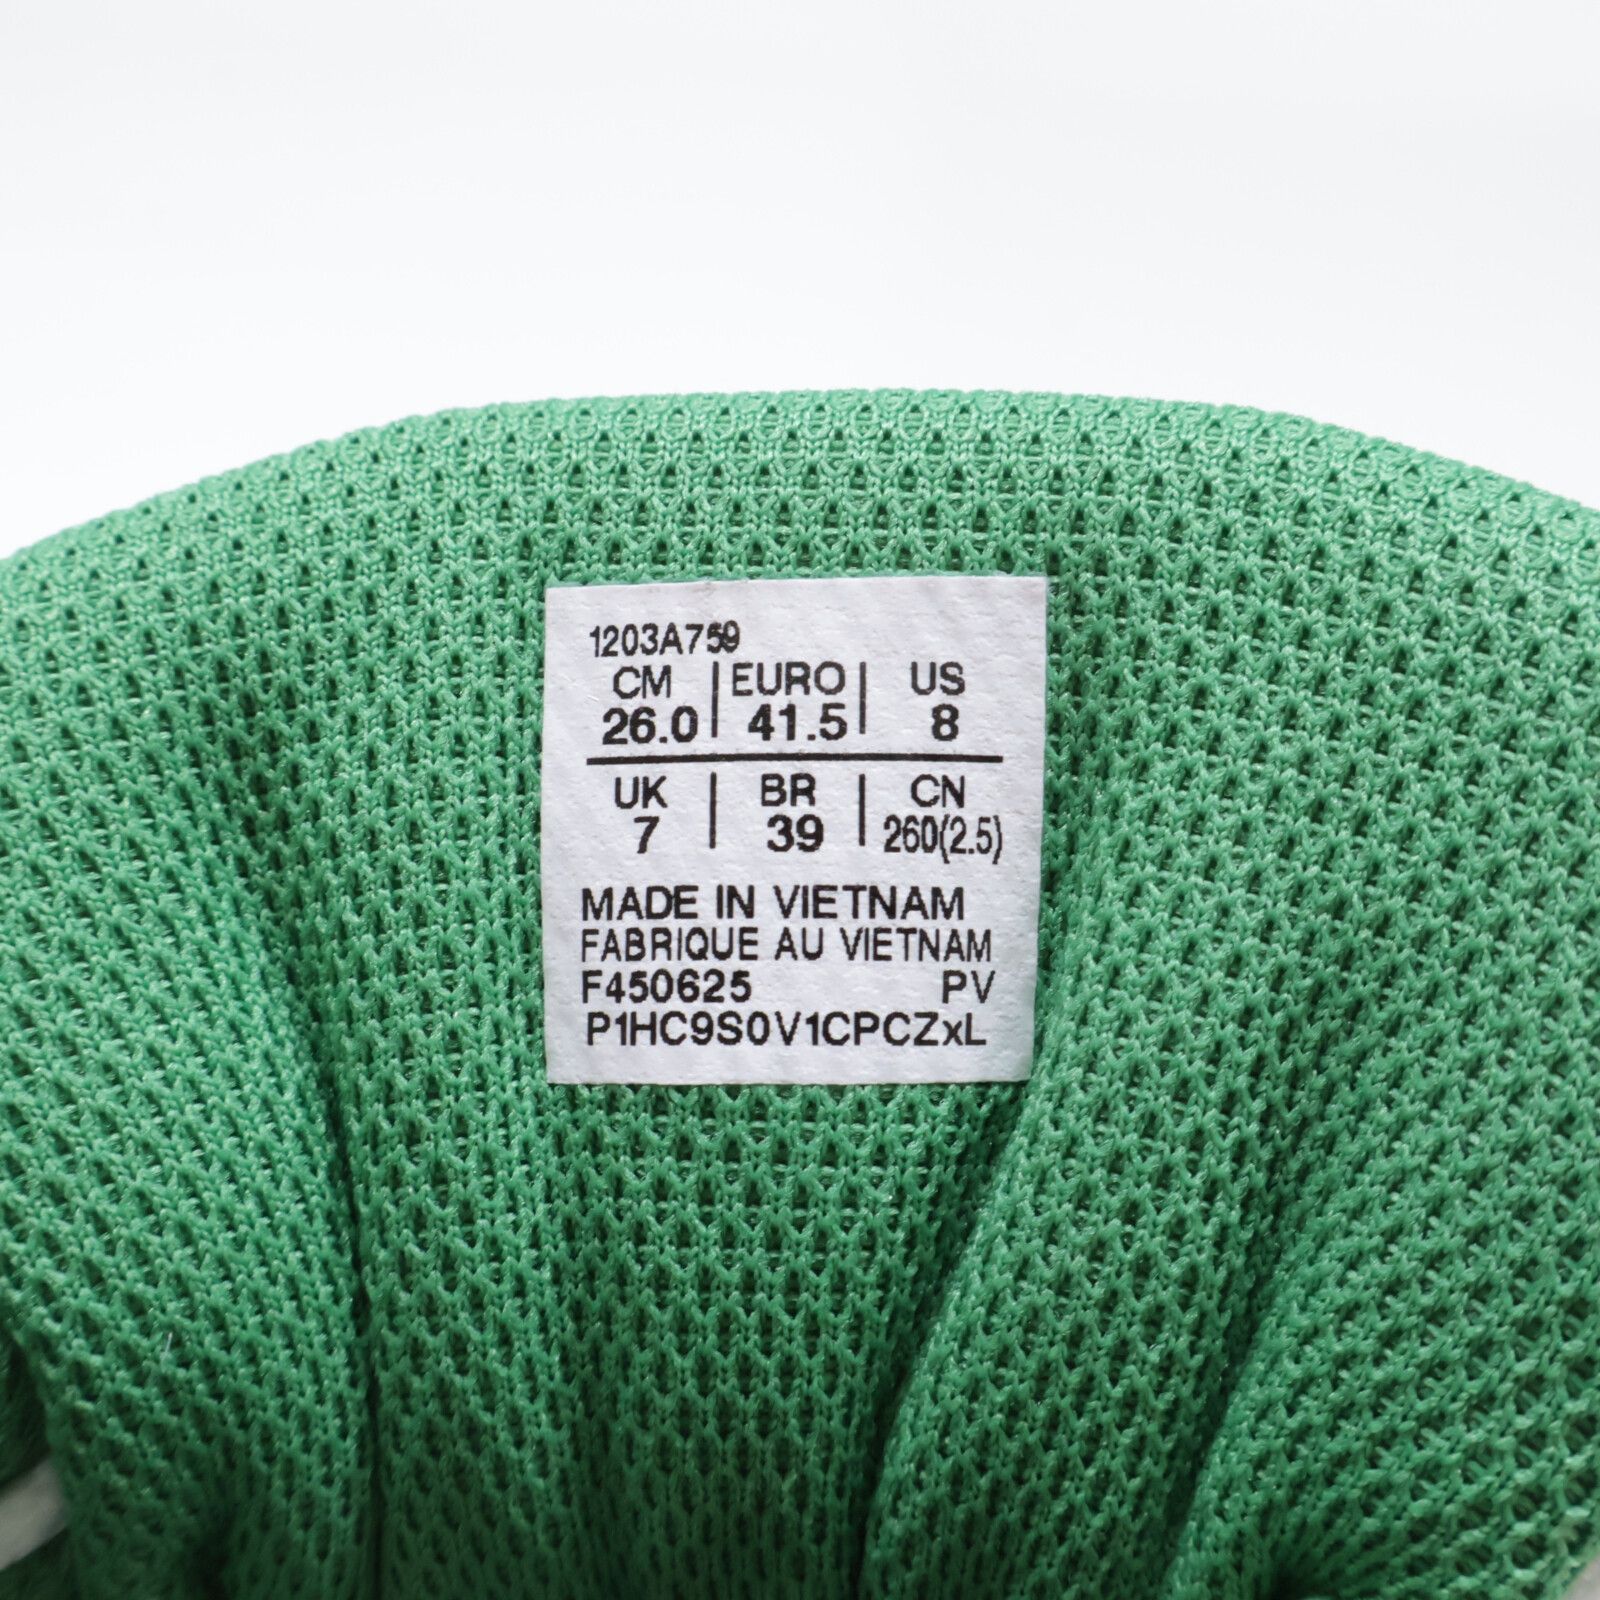 1203A759
CM | EURO | US
26.0 | 41.5 | 8
UK | BR | CN
7 | 39 | 260(2.5)
MADE IN VIETNAM
FABRIQUE AU VIETNAM
F450625 PV
P1HC9S0V1CPCZxL